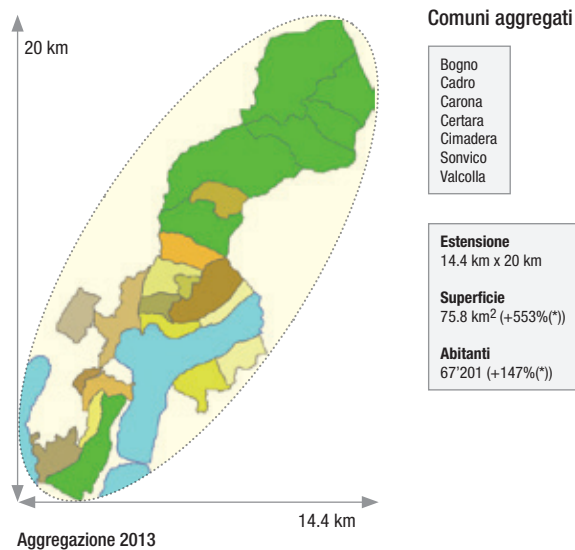 20 km
14.4 km
Aggregazione 2013
Comuni aggregati
Bogno
Cadro
Carona
Certara
Cimadera
Sonvico
Valcolla
Estensione
14.4 km x 20 km
Superficie
75.8 km² (+553%(*))
Abitanti
67'201 (+147%(*))